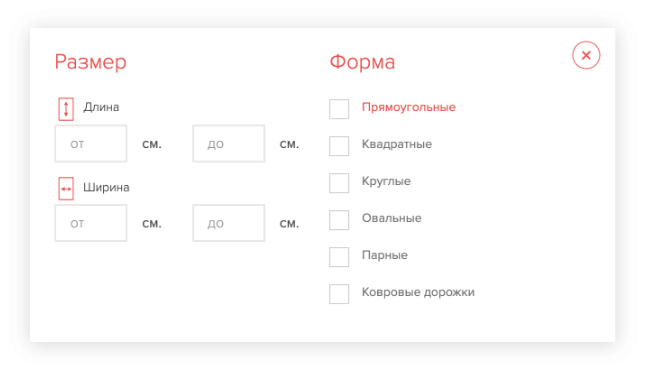 Размер
Длина
от см. до см.
Ширина
от см. до см.
Форма
Прямоугольные
Квадратные
Круглые
Овальные
Парные
Ковровые дорожки